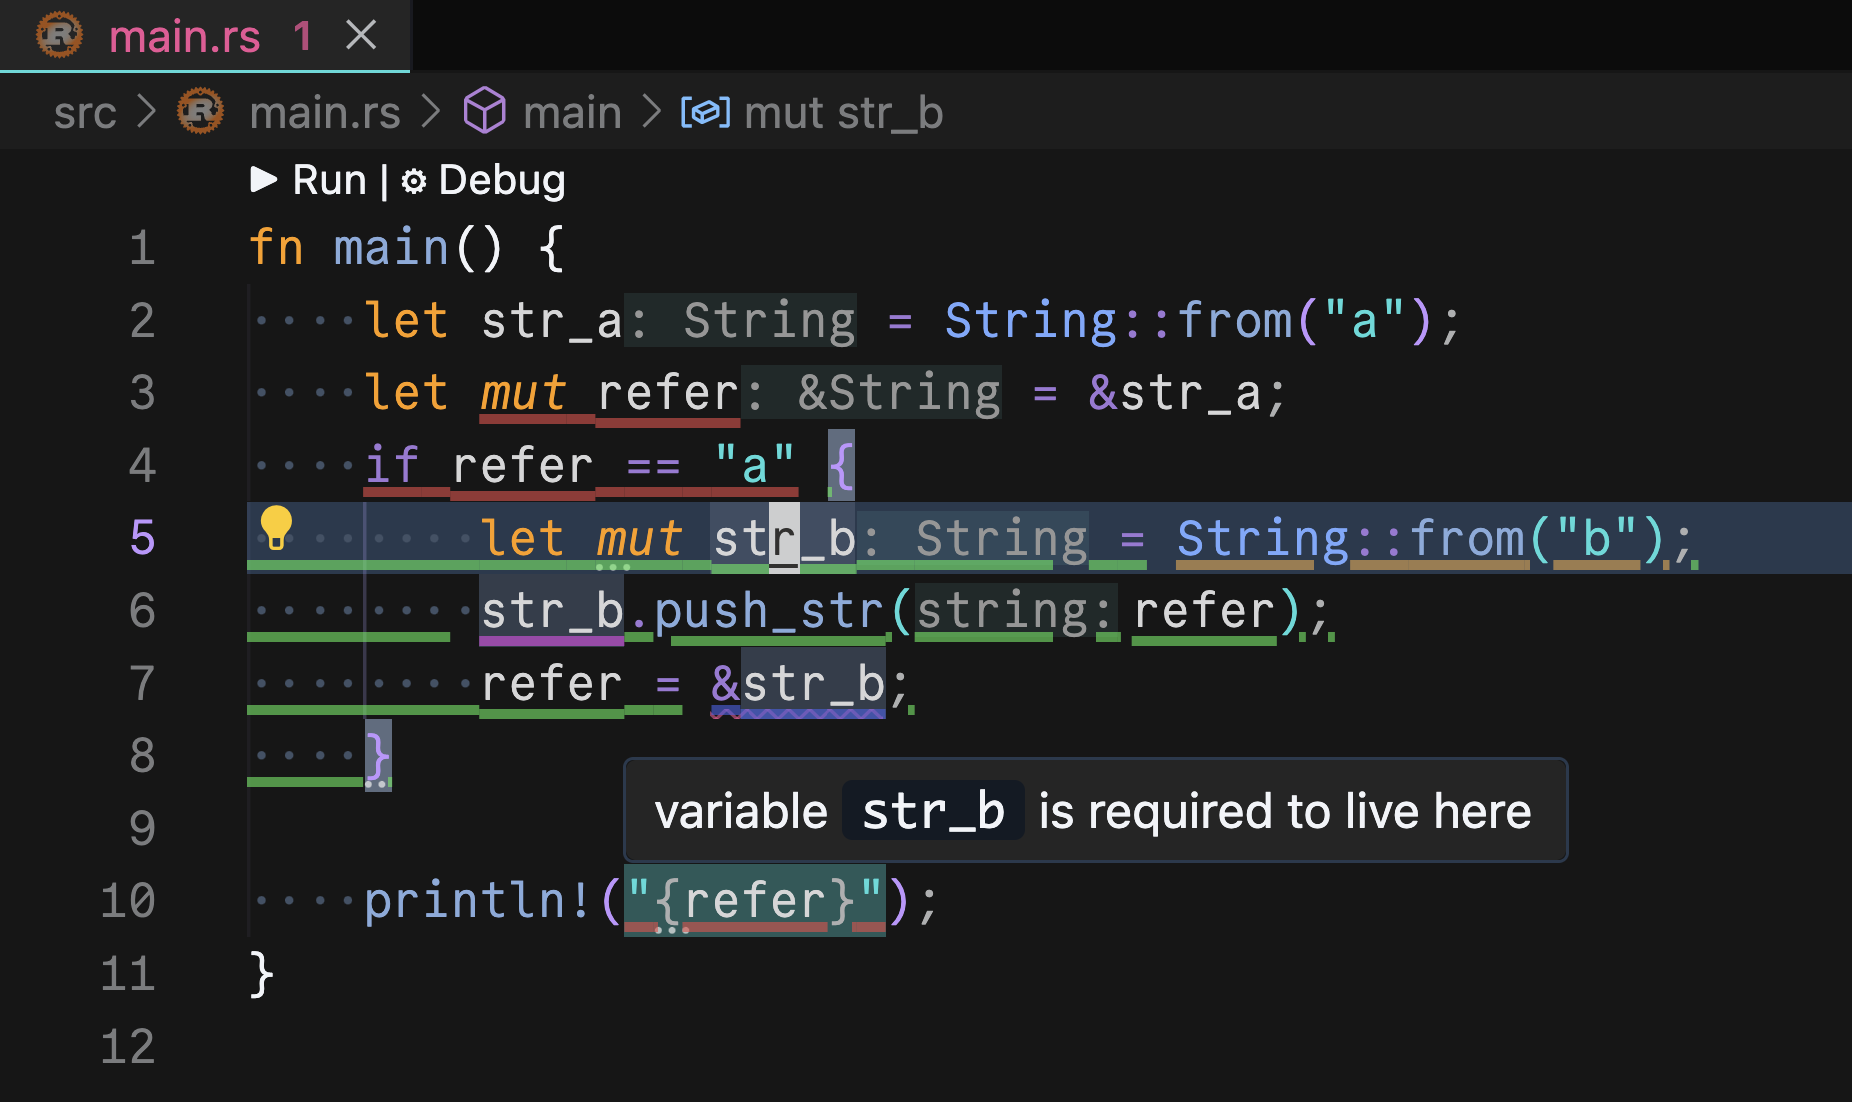 main.rs 1
src > main.rs > main > mut str_b
Run | Debug
1 fn main() {
2 let str_a: String = String::from("a");
3 let mut refer: &String = &str_a;
4 if refer == "a" {
5 let mut str_b: String = String::from("b");
6 str_b.push_str(string: refer);
7 refer = &str_b;
8 }
variable str_b is required to live here
9
10 println!("{refer}");
11 }
12